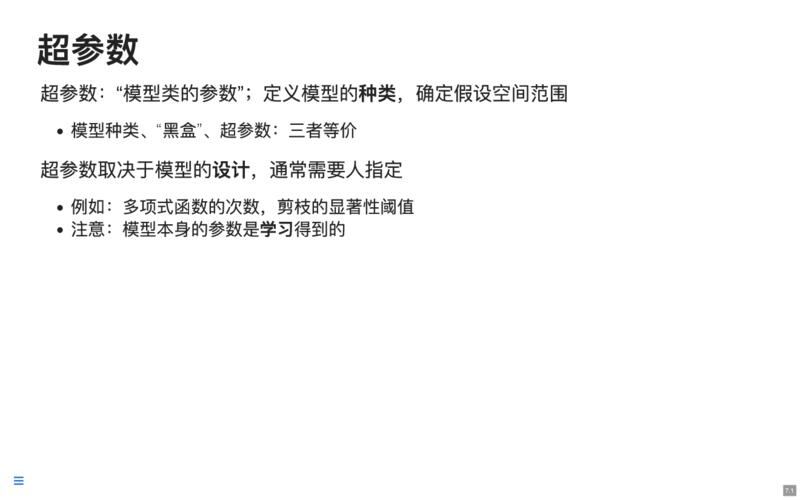 超参数
超参数：“模型类的参数”；定义模型的种类，确定假设空间范围
• 模型种类、“黑盒”、超参数：三者等价
超参数取决于模型的设计，通常需要人指定
• 例如：多项式函数的次数，剪枝的显著性阈值
• 注意：模型本身的参数是学习得到的
7.1